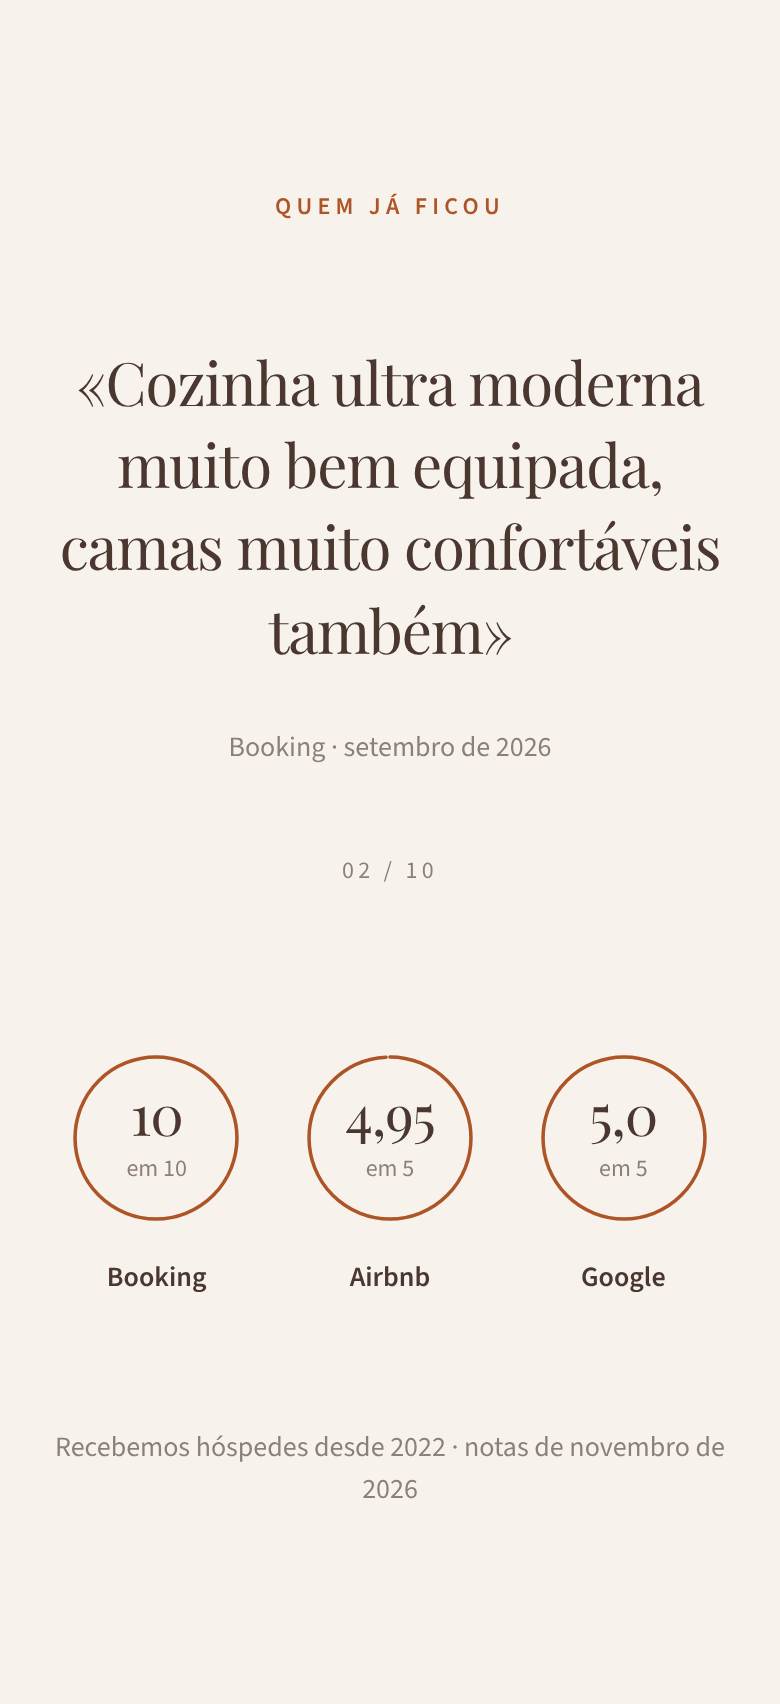 QUEM JÁ FICOU
«Cozinha ultra moderna
muito bem equipada,
camas muito confortáveis
também»
Booking · setembro de 2026
02 / 10
10
em 10
Booking
4,95
em 5
Airbnb
5,0
em 5
Google
Recebemos hóspedes desde 2022 · notas de novembro de
2026